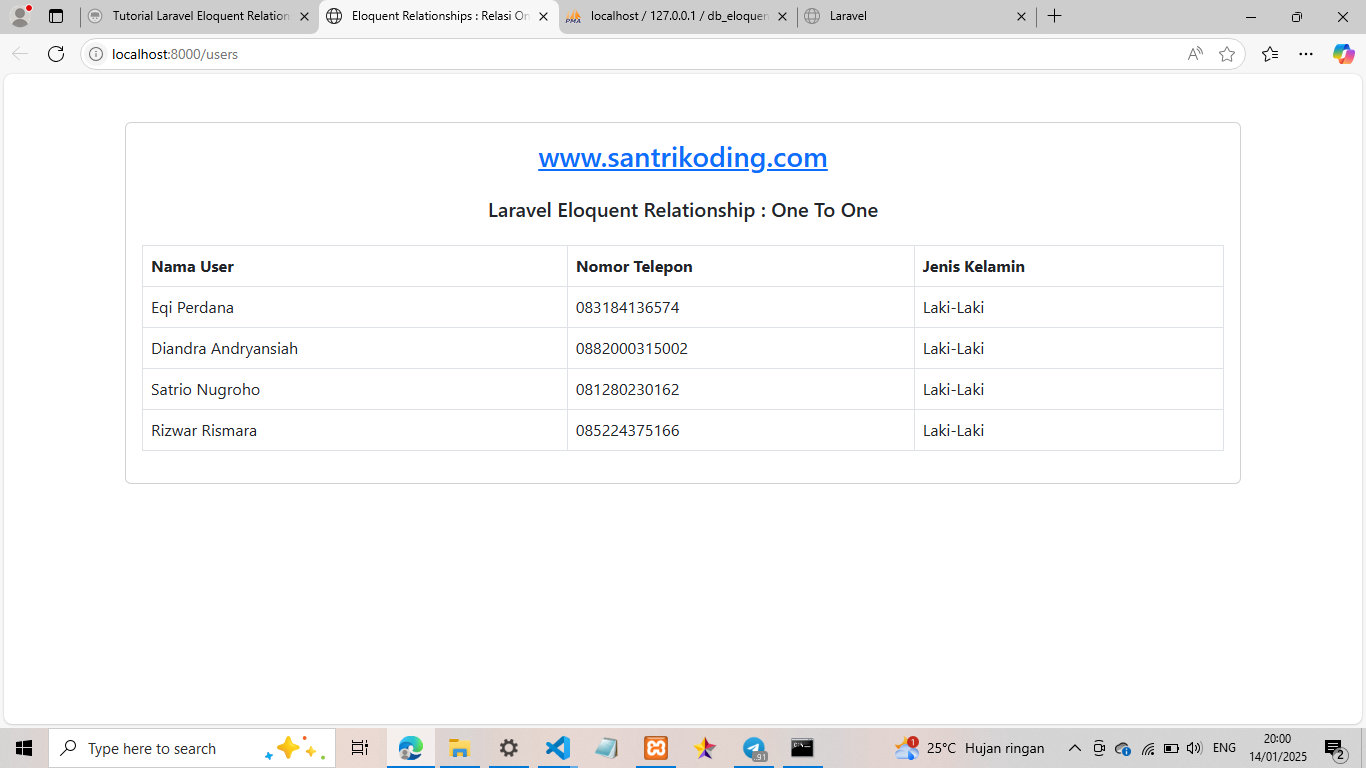 Tutorial Laravel Eloquent Relation
Eloquent Relationships : Relasi On
localhost / 127.0.0.1 / db_eloquen
Laravel
localhost:8000/users
www.santrikoding.com
Laravel Eloquent Relationship : One To One
Nama User Nomor Telepon Jenis Kelamin
Eqi Perdana 083184136574 Laki-Laki
Diandra Andryansiah 0882000315002 Laki-Laki
Satrio Nugroho 081280230162 Laki-Laki
Rizwar Rismara 085224375166 Laki-Laki
Type here to search
.91
1
25°C Hujan ringan
ENG
20:00
14/01/2025
2